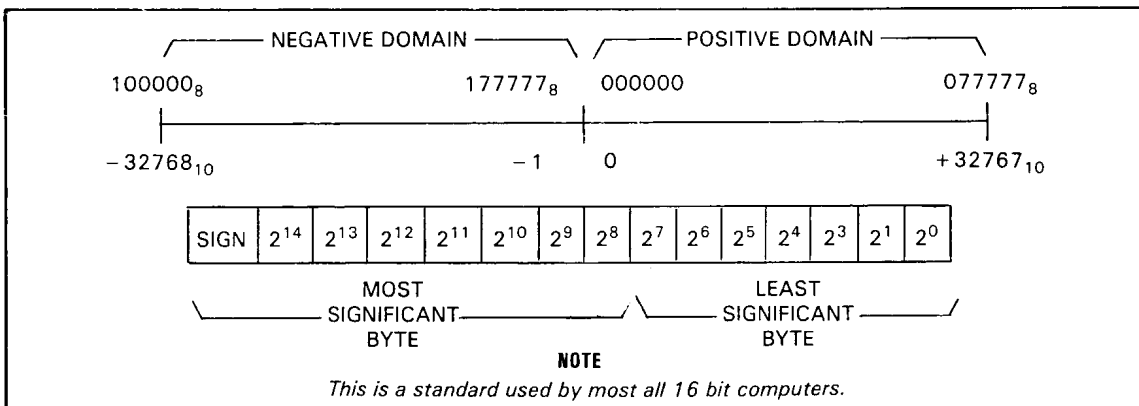 NEGATIVE DOMAIN POSITIVE DOMAIN
100000₈ 177777₈ 000000 077777₈
−32768₁₀ −1 0 +32767₁₀
SIGN 2¹⁴ 2¹³ 2¹² 2¹¹ 2¹⁰ 2⁹ 2⁸ 2⁷ 2⁶ 2⁵ 2⁴ 2³ 2¹ 2⁰
MOST LEAST
SIGNIFICANT SIGNIFICANT
BYTE BYTE
NOTE
This is a standard used by most all 16 bit computers.